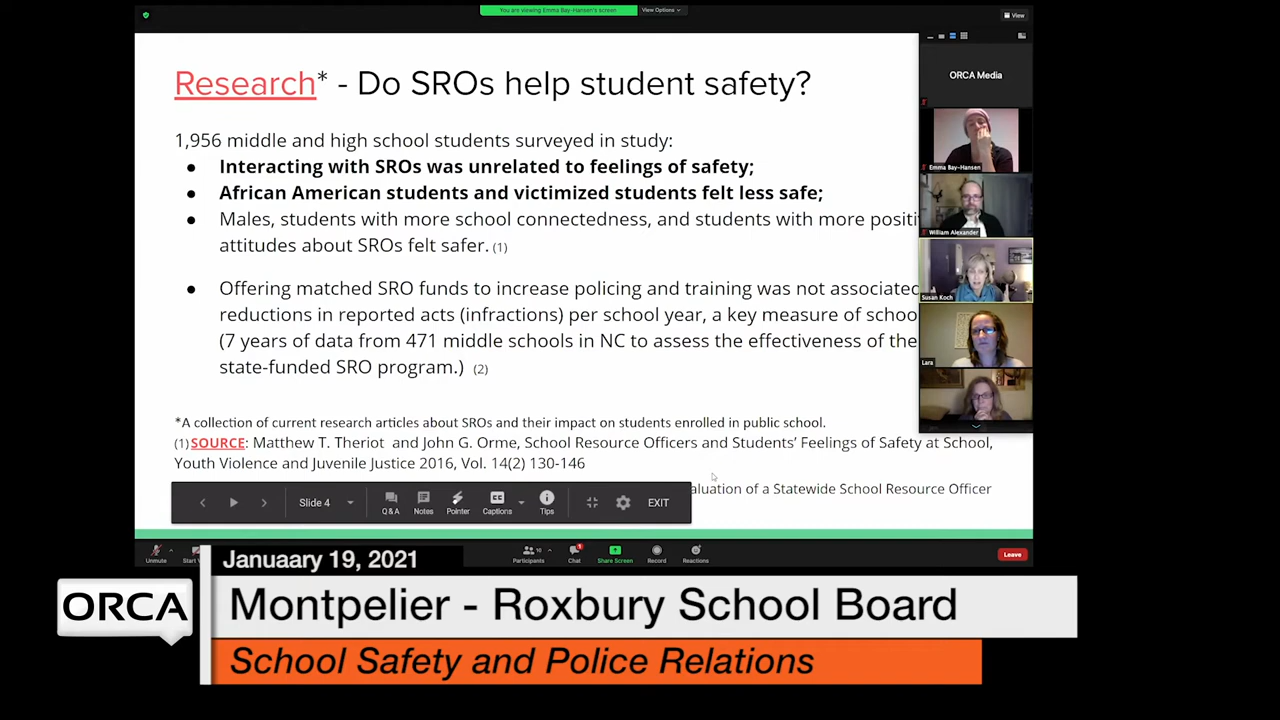 You are viewing Emma Bay-Hansen's screen
View Options
View
Research* - Do SROs help student safety?
ORCA Media
1,956 middle and high school students surveyed in study:
● Interacting with SROs was unrelated to feelings of safety;
Emma Bay-Hansen
● African American students and victimized students felt less safe;
● Males, students with more school connectedness, and students with more positi
William Alexander
attitudes about SROs felt safer. (1)
● Offering matched SRO funds to increase policing and training was not associated
Susan Koch
reductions in reported acts (infractions) per school year, a key measure of schoo
(7 years of data from 471 middle schools in NC to assess the effectiveness of the
Lara
state-funded SRO program.) (2)
*A collection of current research articles about SROs and their impact on students enrolled in public school.
(1) SOURCE: Matthew T. Theriot and John G. Orme, School Resource Officers and Students' Feelings of Safety at School,
Youth Violence and Juvenile Justice 2016, Vol. 14(2) 130-146
aluation of a Statewide School Resource Officer
Slide 4
Q&A
Notes
Pointer
Captions
Tips
EXIT
Unmute
Start V
Participants
10
Chat
1
Share Screen
Record
Reactions
Leave
Januaary 19, 2021
ORCA
Montpelier - Roxbury School Board
School Safety and Police Relations